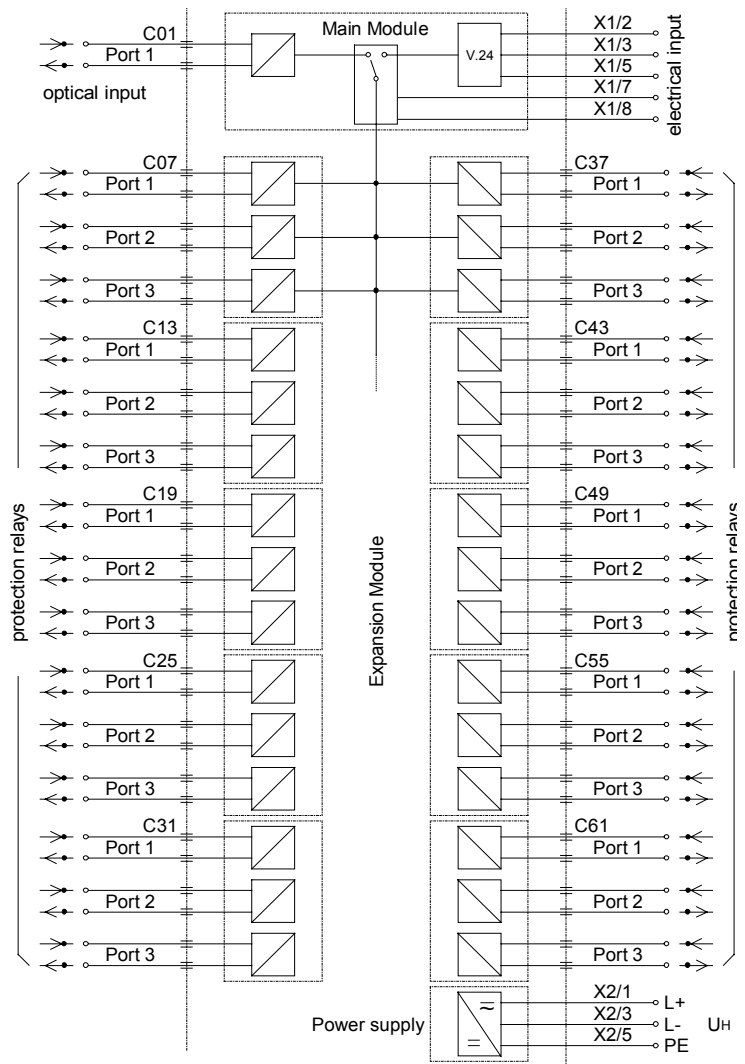 Main Module
C01
Port 1
optical input
V.24
X1/2
X1/3
X1/5
X1/7
X1/8
electrical input
C07
Port 1
Port 2
Port 3
C37
Port 1
Port 2
Port 3
C13
Port 1
Port 2
Port 3
C43
Port 1
Port 2
Port 3
protection relays
Expansion Module
protection relays
C19
Port 1
Port 2
Port 3
C49
Port 1
Port 2
Port 3
C25
Port 1
Port 2
Port 3
C55
Port 1
Port 2
Port 3
C31
Port 1
Port 2
Port 3
C61
Port 1
Port 2
Port 3
Power supply
≂
=
X2/1
L+
X2/3
L-
UH
X2/5
PE